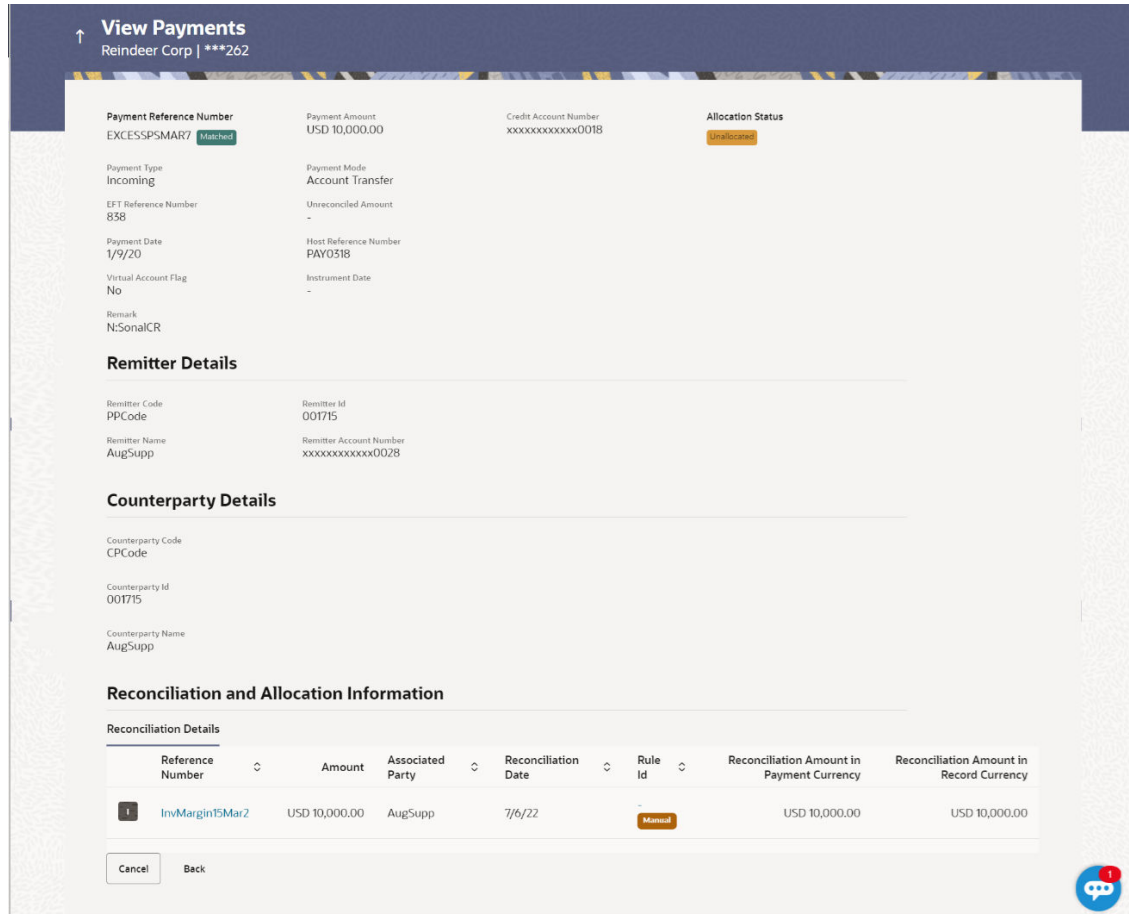 View Payments
Reindeer Corp | ***262
Payment Reference Number
EXCESSPSMAR7 Matched
Payment Amount
USD 10,000.00
Credit Account Number
xxxxxxxxxxxx0018
Allocation Status
Unallocated
Payment Type
Incoming
Payment Mode
Account Transfer
EFT Reference Number
838
Unreconciled Amount
-
Payment Date
1/9/20
Host Reference Number
PAY0318
Virtual Account Flag
No
Instrument Date
-
Remark
N:SonalCR
Remitter Details
Remitter Code
PPCode
Remitter Id
001715
Remitter Name
AugSupp
Remitter Account Number
xxxxxxxxxxxx0028
Counterparty Details
Counterparty Code
CPCode
Counterparty Id
001715
Counterparty Name
AugSupp
Reconciliation and Allocation Information
Reconciliation Details
Reference Number
Amount
Associated Party
Reconciliation Date
Rule Id
Reconciliation Amount in Payment Currency
Reconciliation Amount in Record Currency
I
InvMargin15Mar2
USD 10,000.00
AugSupp
7/6/22
-
Manual
USD 10,000.00
USD 10,000.00
Cancel
Back
1